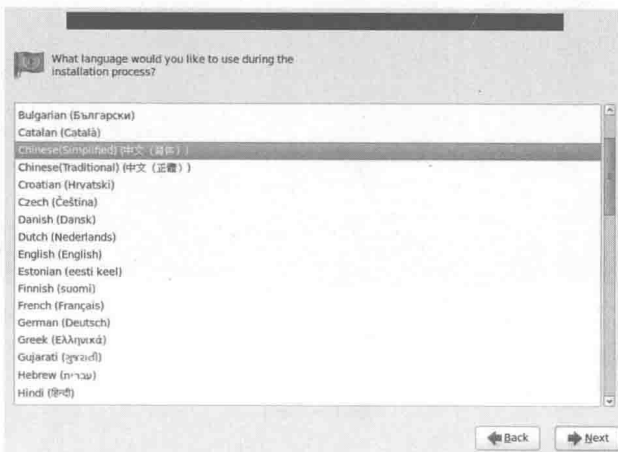 What language would you like to use during the
installation process?
Bulgarian (Български)
Catalan (Català)
Chinese(Simplified) (中文（简体）)
Chinese(Traditional) (中文（正體）)
Croatian (Hrvatski)
Czech (Čeština)
Danish (Dansk)
Dutch (Nederlands)
English (English)
Estonian (eesti keel)
Finnish (suomi)
French (Français)
German (Deutsch)
Greek (Ελληνικά)
Gujarati (ગુજરાતી)
Hebrew (עברית)
Hindi (हिन्दी)
Back
Next